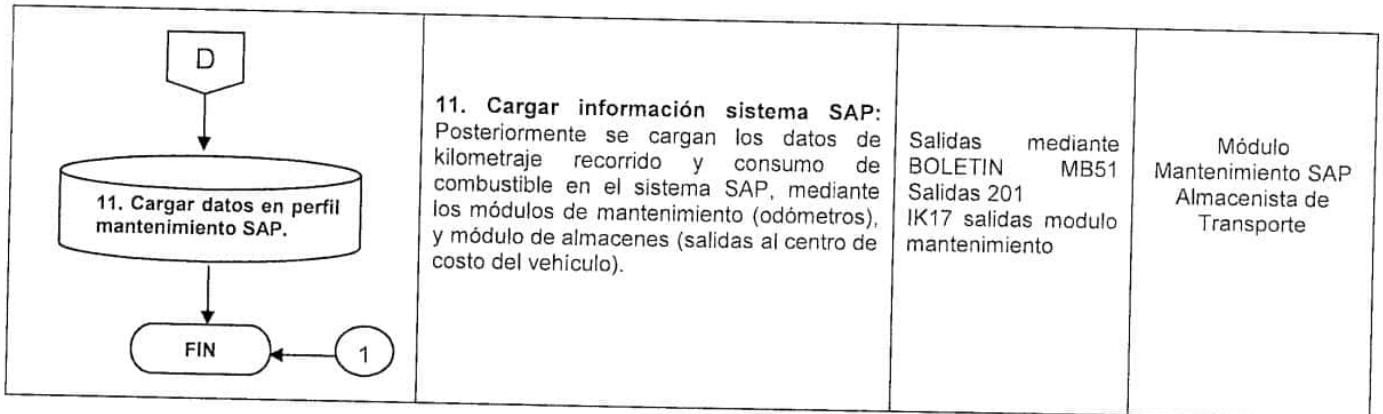 D
11. Cargar datos en perfil
mantenimiento SAP.
FIN
1
11. Cargar información sistema SAP:
Posteriormente se cargan los datos de
kilometraje recorrido y consumo de
combustible en el sistema SAP, mediante
los módulos de mantenimiento (odómetros),
y módulo de almacenes (salidas al centro de
costo del vehículo).
Salidas mediante
BOLETIN MB51
Salidas 201
IK17 salidas modulo
mantenimiento
Módulo
Mantenimiento SAP
Almacenista de
Transporte